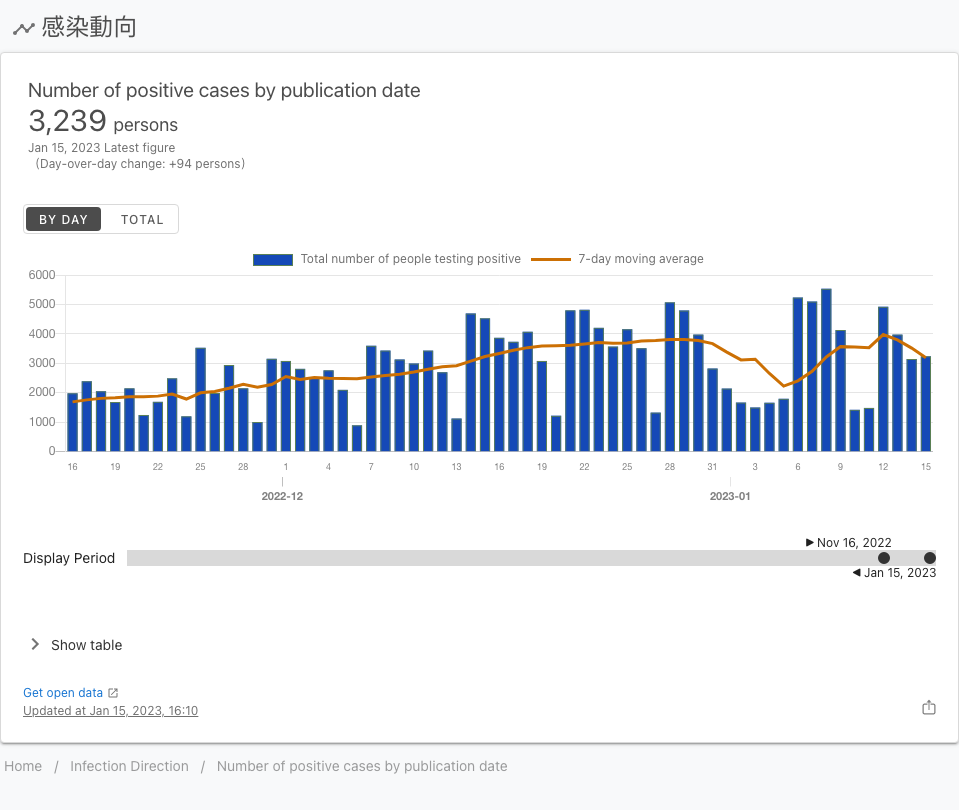 感染動向
Number of positive cases by publication date
3,239 persons
Jan 15, 2023 Latest figure
(Day-over-day change: +94 persons)
BY DAY TOTAL
Total number of people testing positive 7-day moving average
6000
5000
4000
3000
2000
1000
0
16 19 22 25 28 1 4 7 10 13 16 19 22 25 28 31 3 6 9 12 15
2022-12 2023-01
Nov 16, 2022
Display Period
Jan 15, 2023
Show table
Get open data
Updated at Jan 15, 2023, 16:10
Home / Infection Direction / Number of positive cases by publication date